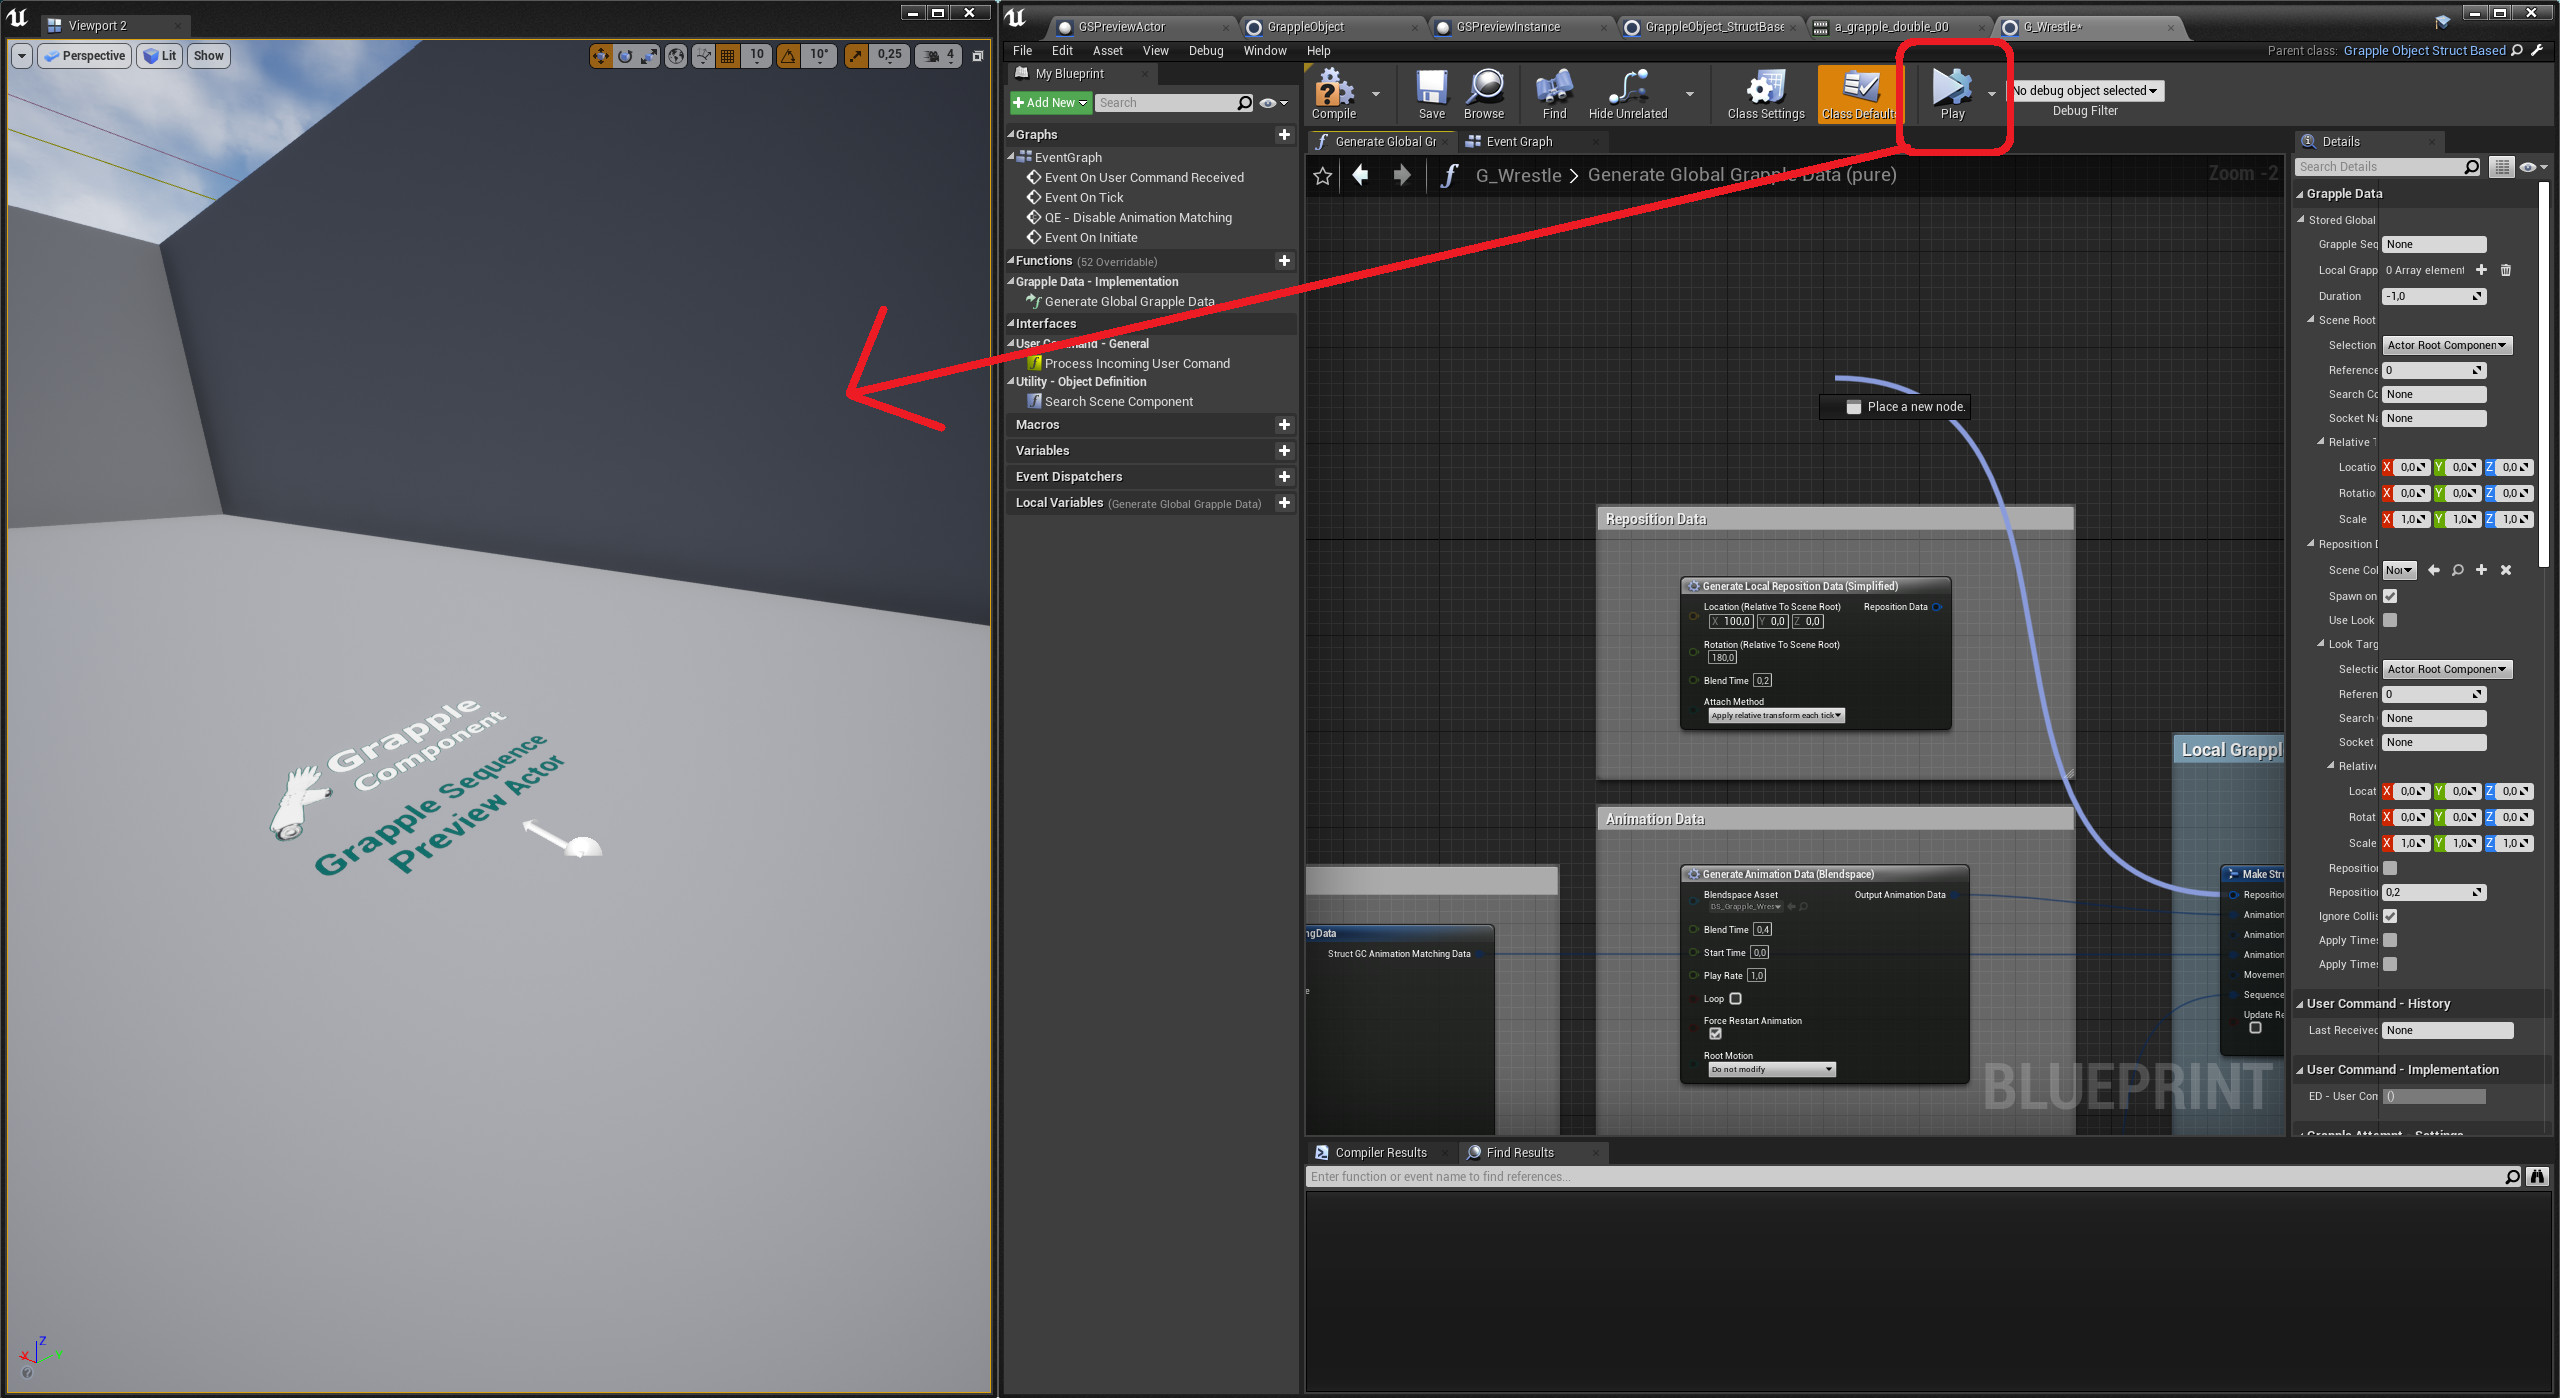 Viewport 2
Perspective
Lit
Show
10
10°
0,25
4
Grapple
Component
Grapple Sequence
Preview Actor
Z
X
Y
GSPreviewActor
GrappleObject
GSPreviewInstance
GrappleObject_StructBase
a_grapple_double_00
G_Wrestle*
File
Edit
Asset
View
Debug
Window
Help
Parent class: Grapple Object Struct Based
My Blueprint
Add New
Search
Graphs
EventGraph
Event On User Command Received
Event On Tick
QE - Disable Animation Matching
Event On Initiate
Functions (52 Overridable)
Grapple Data - Implementation
Generate Global Grapple Data
Interfaces
User Command - General
Process Incoming User Comand
Utility - Object Definition
Search Scene Component
Macros
Variables
Event Dispatchers
Local Variables (Generate Global Grapple Data)
Compile
Save
Browse
Find
Hide Unrelated
Class Settings
Class Defaults
Play
No debug object selected
Debug Filter
Generate Global Gr
Event Graph
G_Wrestle > Generate Global Grapple Data (pure)
Zoom -2
Place a new node.
Reposition Data
Generate Local Reposition Data (Simplified)
Location (Relative To Scene Root)
Reposition Data
X 100,0 Y 0,0 Z 0,0
Rotation (Relative To Scene Root)
180,0
Blend Time 0,2
Attach Method
Apply relative transform each tick
Animation Data
Generate Animation Data (Blendspace)
Blendspace Asset
Output Animation Data
Blend Time 0,4
Start Time 0,0
Play Rate 1,0
Loop
Force Restart Animation
Root Motion
Do not modify
ngData
Struct GC Animation Matching Data
e
Local Grappl
Make Stru
Reposition
Animation
Animation
Animation
Movemen
Sequence
Update Re
BLUEPRINT
Compiler Results
Find Results
Enter function or event name to find references...
Details
Search Details
Grapple Data
Stored Global
Grapple Seq None
Local Grapp 0 Array element
Duration -1,0
Scene Root
Selection Actor Root Componen
Reference 0
Search Co None
Socket Na None
Relative T
Locatio X 0,0 Y 0,0 Z 0,0
Rotatio X 0,0 Y 0,0 Z 0,0
Scale X 1,0 Y 1,0 Z 1,0
Reposition D
Scene Col Nor
Spawn on
Use Look
Look Targ
Selectio Actor Root Componen
Referen 0
Search None
Socket None
Relative
Locat X 0,0 Y 0,0 Z 0,0
Rotat X 0,0 Y 0,0 Z 0,0
Scale X 1,0 Y 1,0 Z 1,0
Reposition
Reposition 0,2
Ignore Collis
Apply Times
Apply Times
User Command - History
Last Received None
User Command - Implementation
ED - User Com ()
Grapple Attempt - Settings